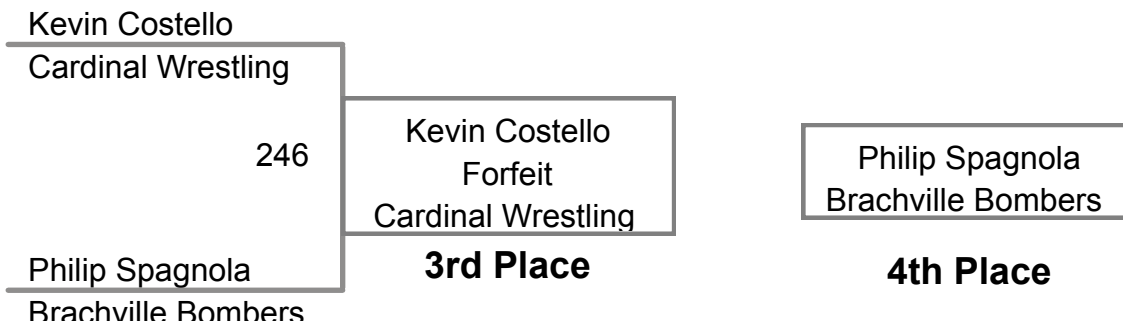 Kevin Costello
Cardinal Wrestling
246
Philip Spagnola
Brachville Bombers
Kevin Costello
Forfeit
Cardinal Wrestling
3rd Place
Philip Spagnola
Brachville Bombers
4th Place